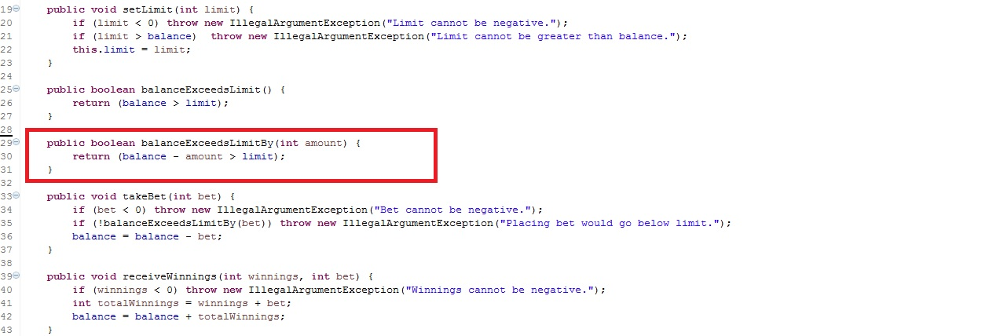 19 public void setLimit(int limit) {
20 if (limit < 0) throw new IllegalArgumentException("Limit cannot be negative.");
21 if (limit > balance)  throw new IllegalArgumentException("Limit cannot be greater than balance.");
22 this.limit = limit;
23 }
24
25 public boolean balanceExceedsLimit() {
26 return (balance > limit);
27 }
28
29 public boolean balanceExceedsLimitBy(int amount) {
30 return (balance - amount > limit);
31 }
32
33 public void takeBet(int bet) {
34 if (bet < 0) throw new IllegalArgumentException("Bet cannot be negative.");
35 if (!balanceExceedsLimitBy(bet)) throw new IllegalArgumentException("Placing bet would go below limit.");
36 balance = balance - bet;
37 }
38
39 public void receiveWinnings(int winnings, int bet) {
40 if (winnings < 0) throw new IllegalArgumentException("Winnings cannot be negative.");
41 int totalWinnings = winnings + bet;
42 balance = balance + totalWinnings;
43 }